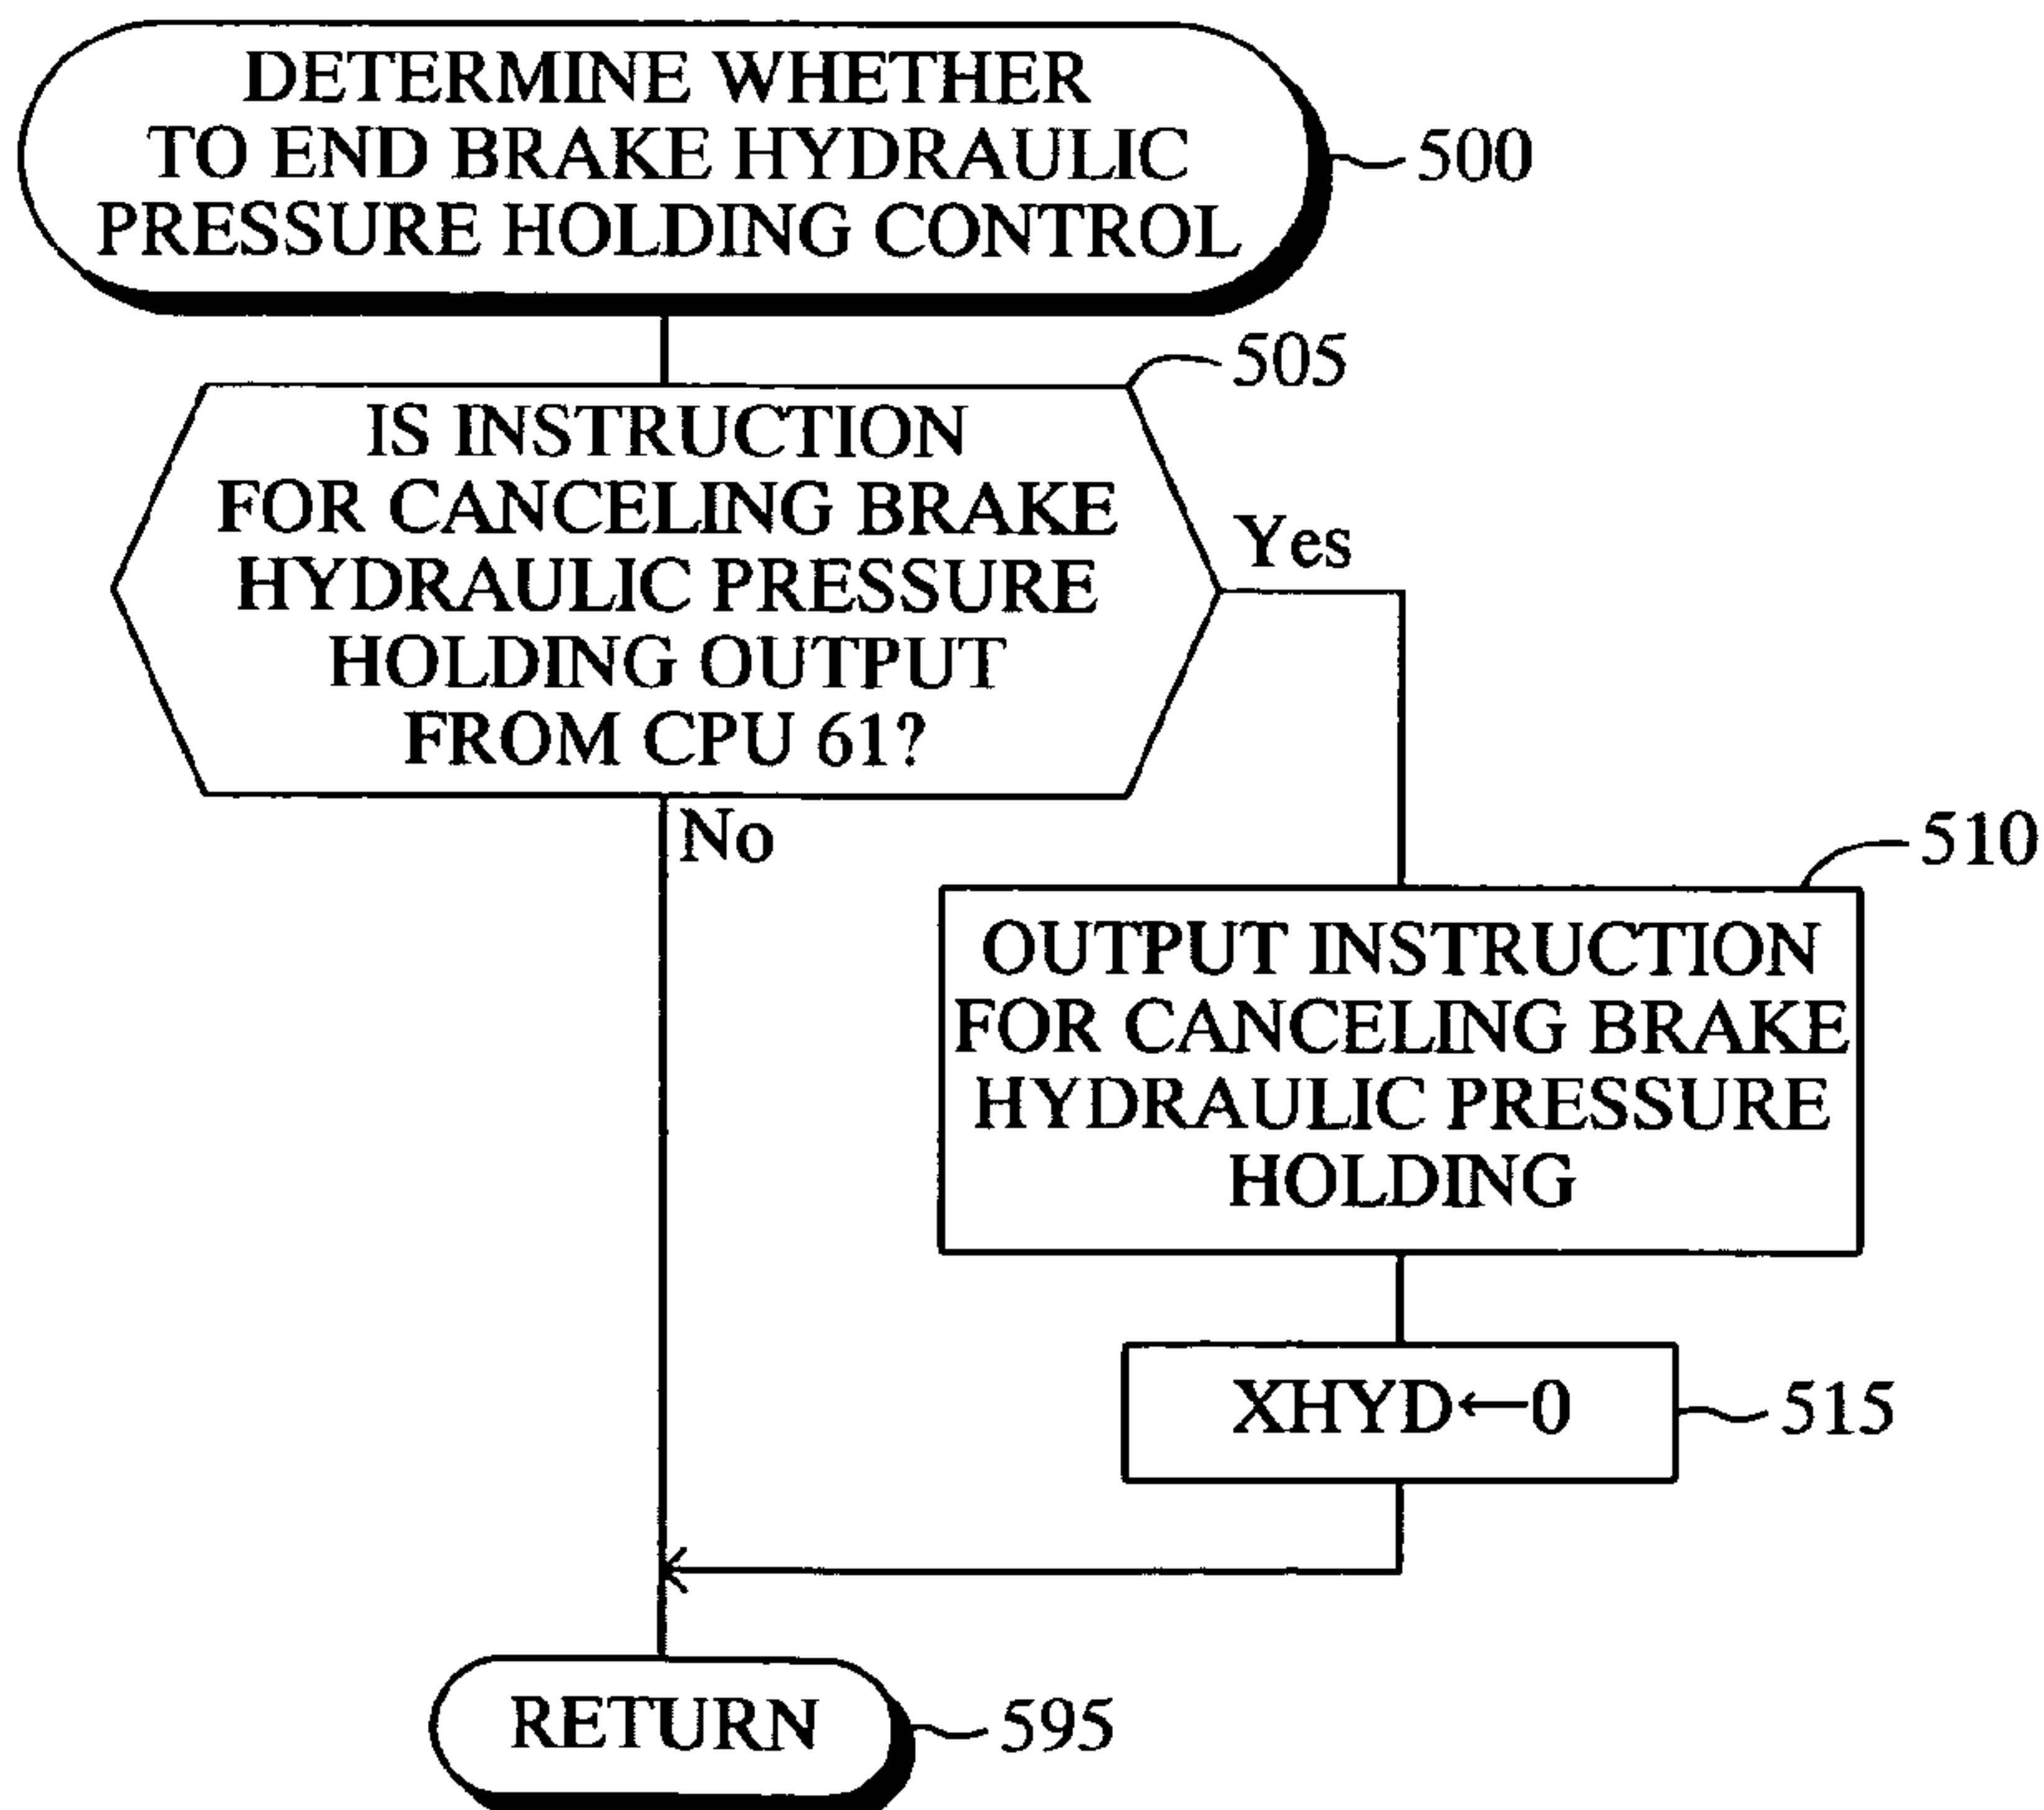 DETERMINE WHETHER
TO END BRAKE HYDRAULIC
PRESSURE HOLDING CONTROL
500
505
IS INSTRUCTION
FOR CANCELING BRAKE
HYDRAULIC PRESSURE
HOLDING OUTPUT
FROM CPU 61?
Yes
No
510
OUTPUT INSTRUCTION
FOR CANCELING BRAKE
HYDRAULIC PRESSURE
HOLDING
XHYD←0
515
RETURN
595